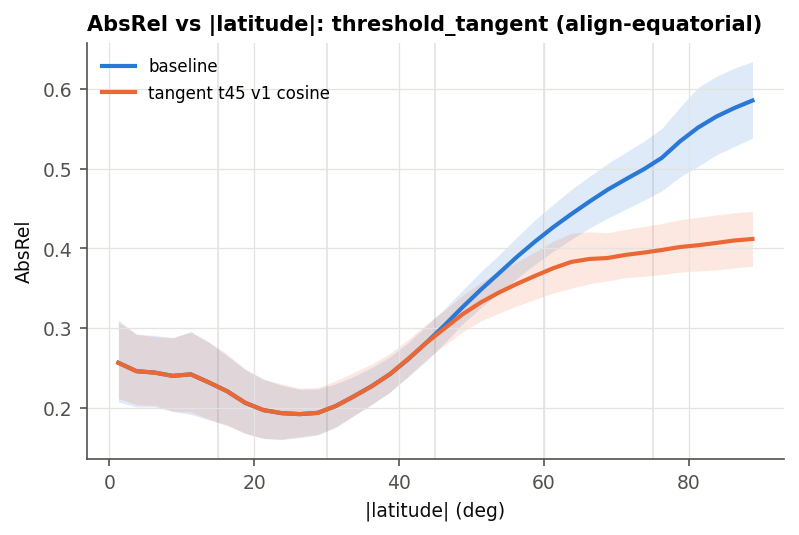 AbsRel vs |latitude|: threshold_tangent (align-equatorial)
baseline
tangent t45 v1 cosine
0.6
0.5
0.4
0.3
0.2
AbsRel
0 20 40 60 80
|latitude| (deg)